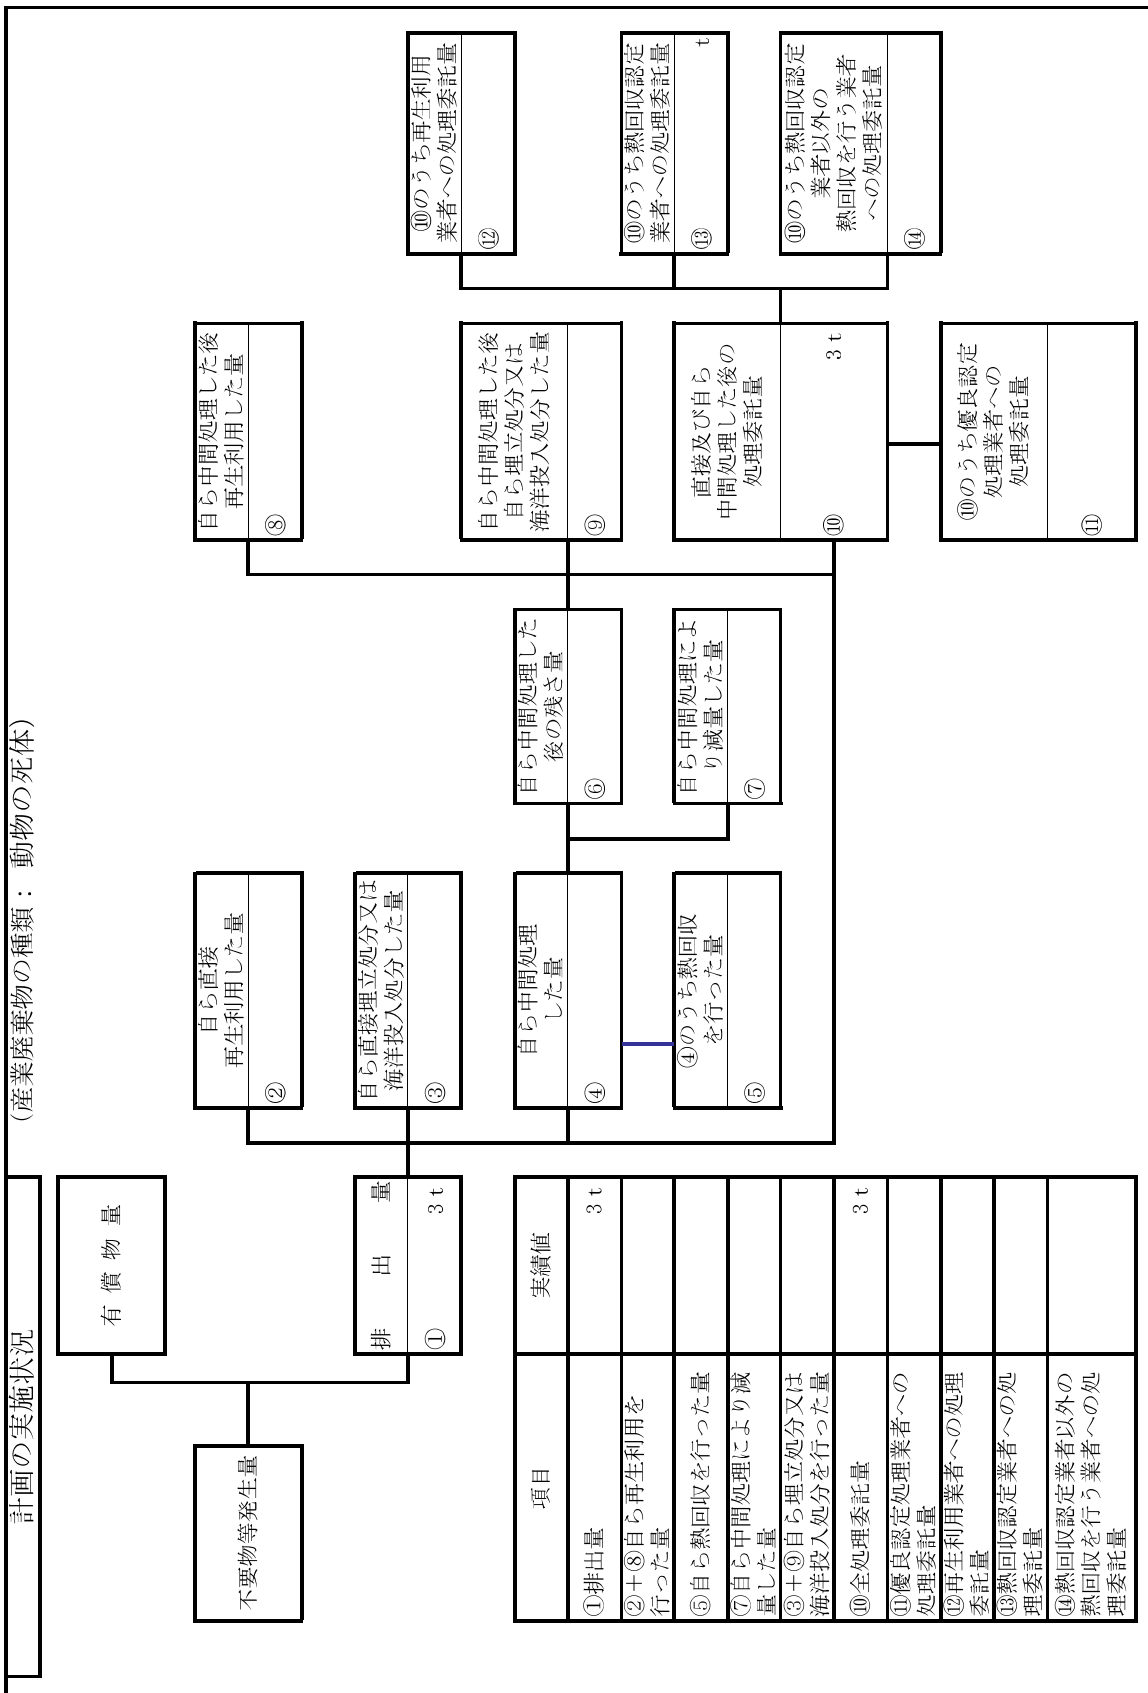 計画の実施状況
(産業廃棄物の種類： 動物の死体)
不要物等発生量
有 償 物 量
排 出 量
① 3 t
自ら直接
再生利用した量
②
自ら直接埋立処分又は
海洋投入処分した量
③
自ら中間処理
した量
④
④のうち熱回収
を行った量
⑤
自ら中間処理した
後の残さ量
⑥
自ら中間処理によ
り減量した量
⑦
自ら中間処理した後
再生利用した量
⑧
自ら中間処理した後
自ら埋立処分又は
海洋投入処分した量
⑨
直接及び自ら
中間処理した後の
処理委託量
⑩ 3 t
⑩のうち優良認定
処理業者への
処理委託量
⑪
⑩のうち再生利用
業者への処理委託量
⑫
⑩のうち熱回収認定
業者への処理委託量
⑬ t
⑩のうち熱回収認定
業者以外の
熱回収を行う業者
への処理委託量
⑭
項目 実績値
①排出量 3 t
②＋⑧自ら再生利用を
行った量
⑤自ら熱回収を行った量
⑦自ら中間処理により減
量した量
③＋⑨自ら埋立処分又は
海洋投入処分を行った量
⑩全処理委託量 3 t
⑪優良認定処理業者への
処理委託量
⑫再生利用業者への処理
委託量
⑬熱回収認定業者への処
理委託量
⑭熱回収認定業者以外の
熱回収を行う業者への処
理委託量